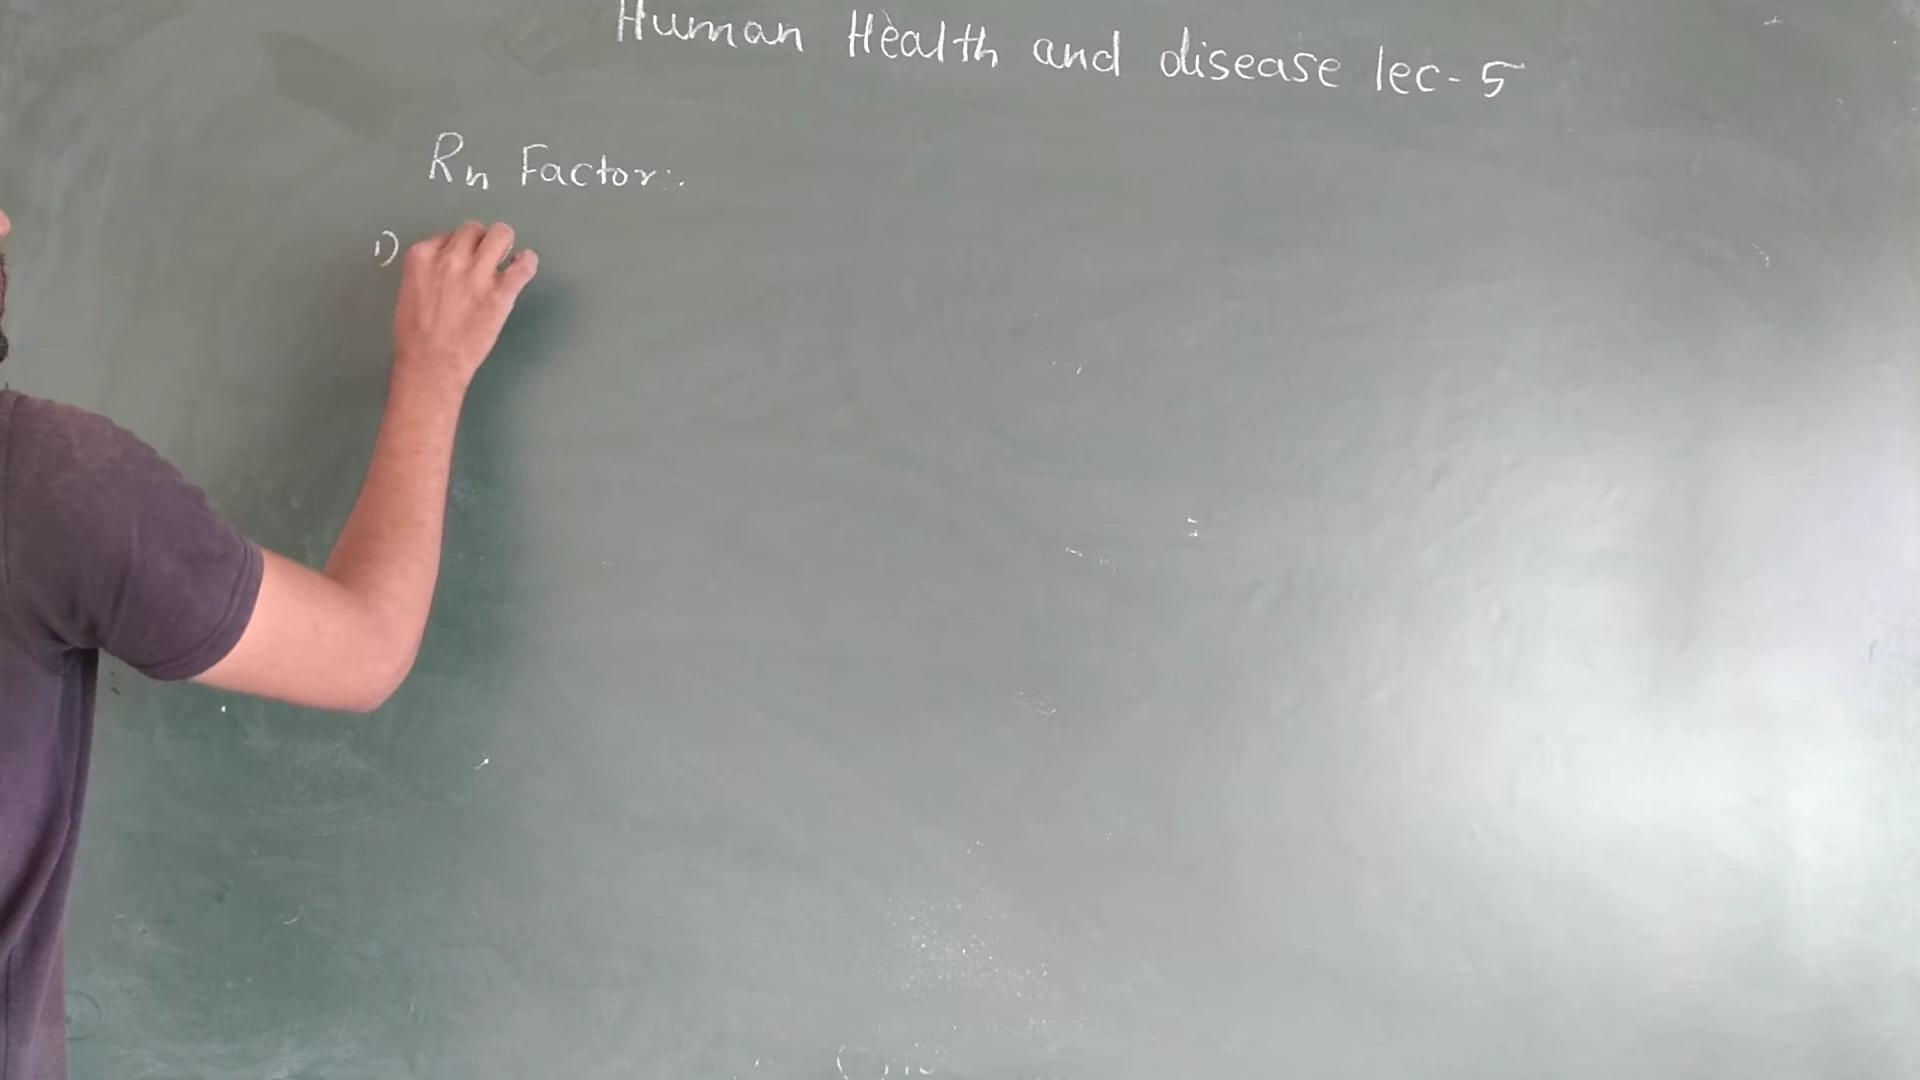 Human Health and disease lec-5
Rh Factor:.
1)